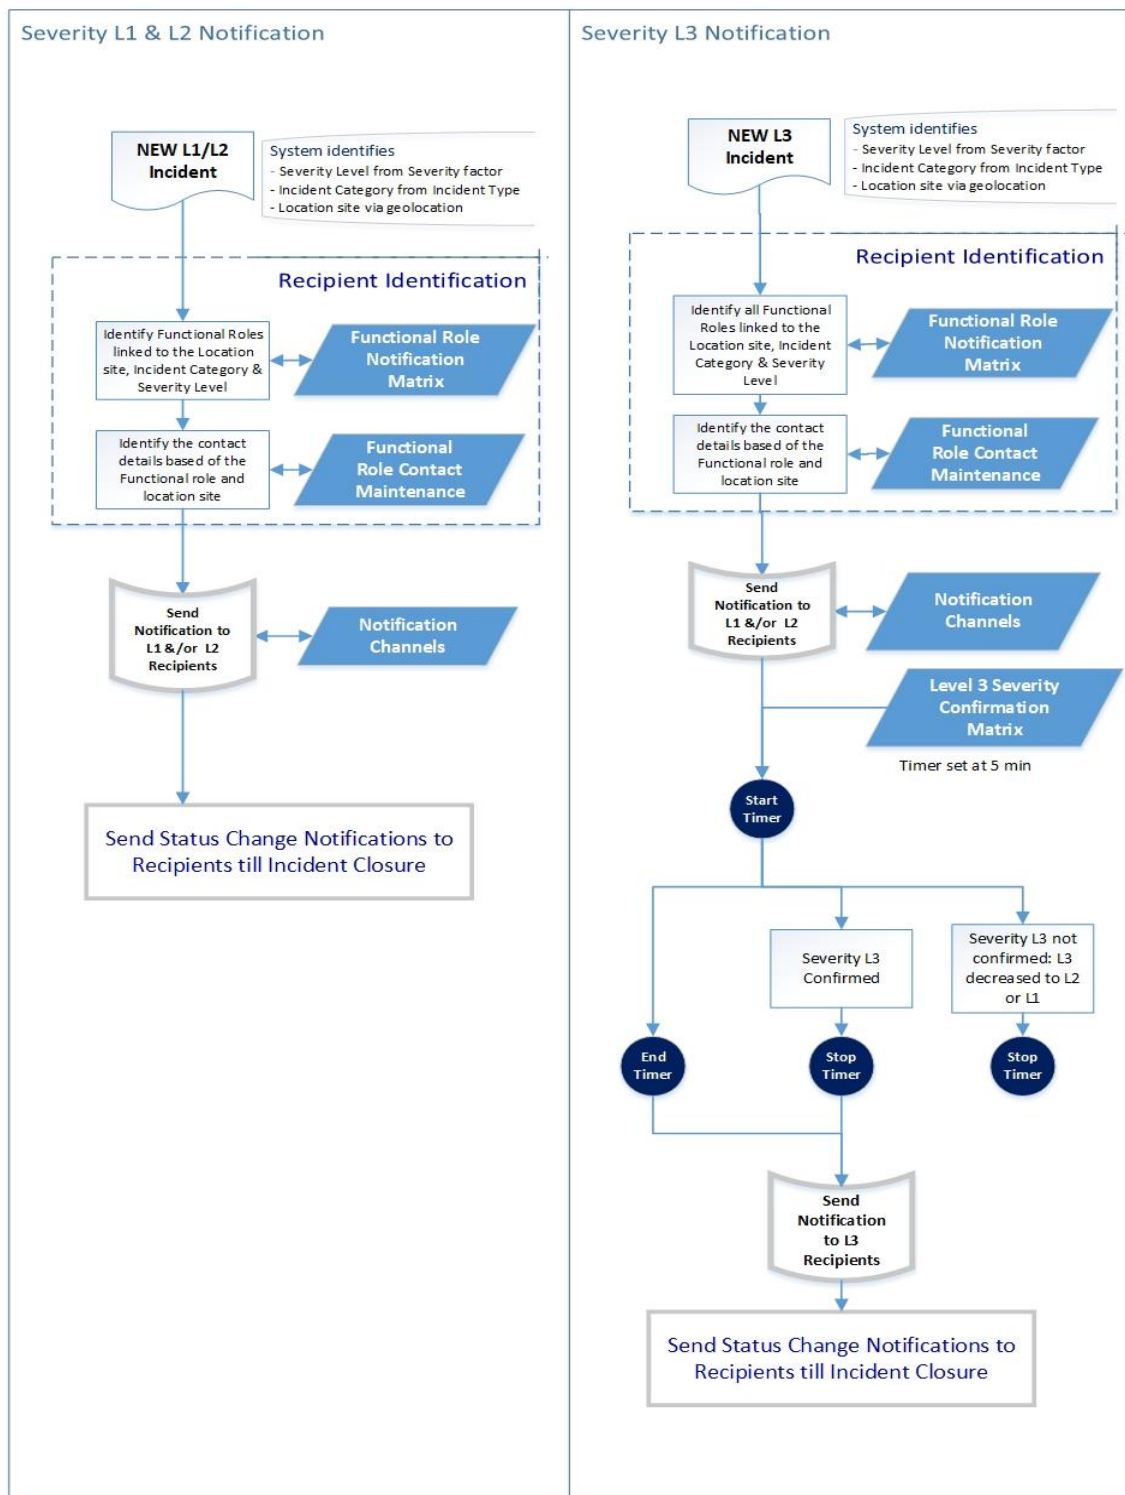 Severity L1 & L2 Notification
NEW L1/L2
Incident
System identifies
- Severity Level from Severity factor
- Incident Category from Incident Type
- Location site via geolocation
Recipient Identification
Identify Functional Roles
linked to the Location
site, Incident Category &
Severity Level
Functional Role
Notification
Matrix
Identify the contact
details based of the
Functional role and
location site
Functional
Role Contact
Maintenance
Send
Notification to
L1 &/or L2
Recipients
Notification
Channels
Send Status Change Notifications to
Recipients till Incident Closure
Severity L3 Notification
NEW L3
Incident
System identifies
- Severity Level from Severity factor
- Incident Category from Incident Type
- Location site via geolocation
Recipient Identification
Identify all Functional
Roles linked to the
Location site, Incident
Category & Severity
Level
Functional Role
Notification
Matrix
Identify the contact
details based of the
Functional role and
location site
Functional
Role Contact
Maintenance
Send
Notification to
L1 &/or L2
Recipients
Notification
Channels
Level 3 Severity
Confirmation
Matrix
Timer set at 5 min
Start
Timer
Severity L3
Confirmed
Severity L3 not
confirmed: L3
decreased to L2
or L1
End
Timer
Stop
Timer
Stop
Timer
Send
Notification
to L3
Recipients
Send Status Change Notifications to
Recipients till Incident Closure